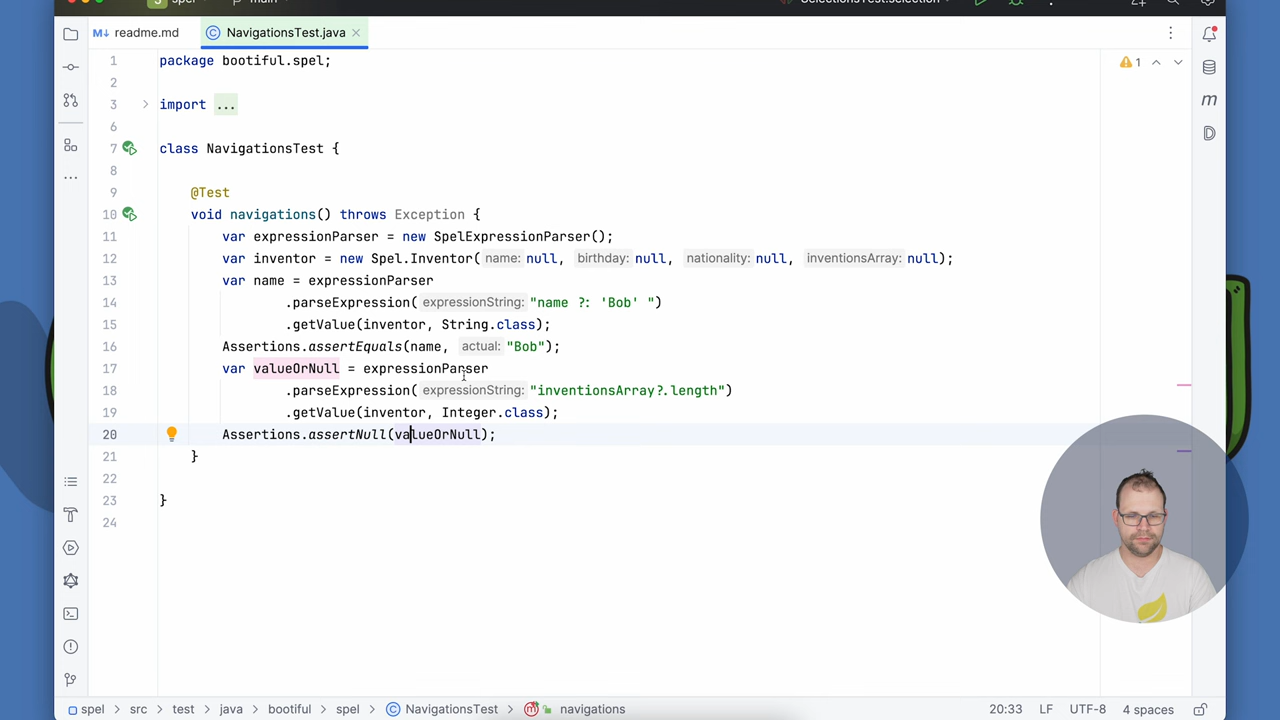 spel main SelectionsTest.selection
readme.md NavigationsTest.java
1 package bootiful.spel; 1
2
3 import ...
6
7 class NavigationsTest {
8
9 @Test
10 void navigations() throws Exception {
11 var expressionParser = new SpelExpressionParser();
12 var inventor = new Spel.Inventor( name: null, birthday: null, nationality: null, inventionsArray: null);
13 var name = expressionParser
14 .parseExpression( expressionString: "name ?: 'Bob' ")
15 .getValue(inventor, String.class);
16 Assertions.assertEquals(name, actual: "Bob");
17 var valueOrNull = expressionParser
18 .parseExpression( expressionString: "inventionsArray?.length")
19 .getValue(inventor, Integer.class);
20 Assertions.assertNull(valueOrNull);
21 }
22
23 }
24
spel src test java bootiful spel NavigationsTest navigations 20:33 LF UTF-8 4 spaces